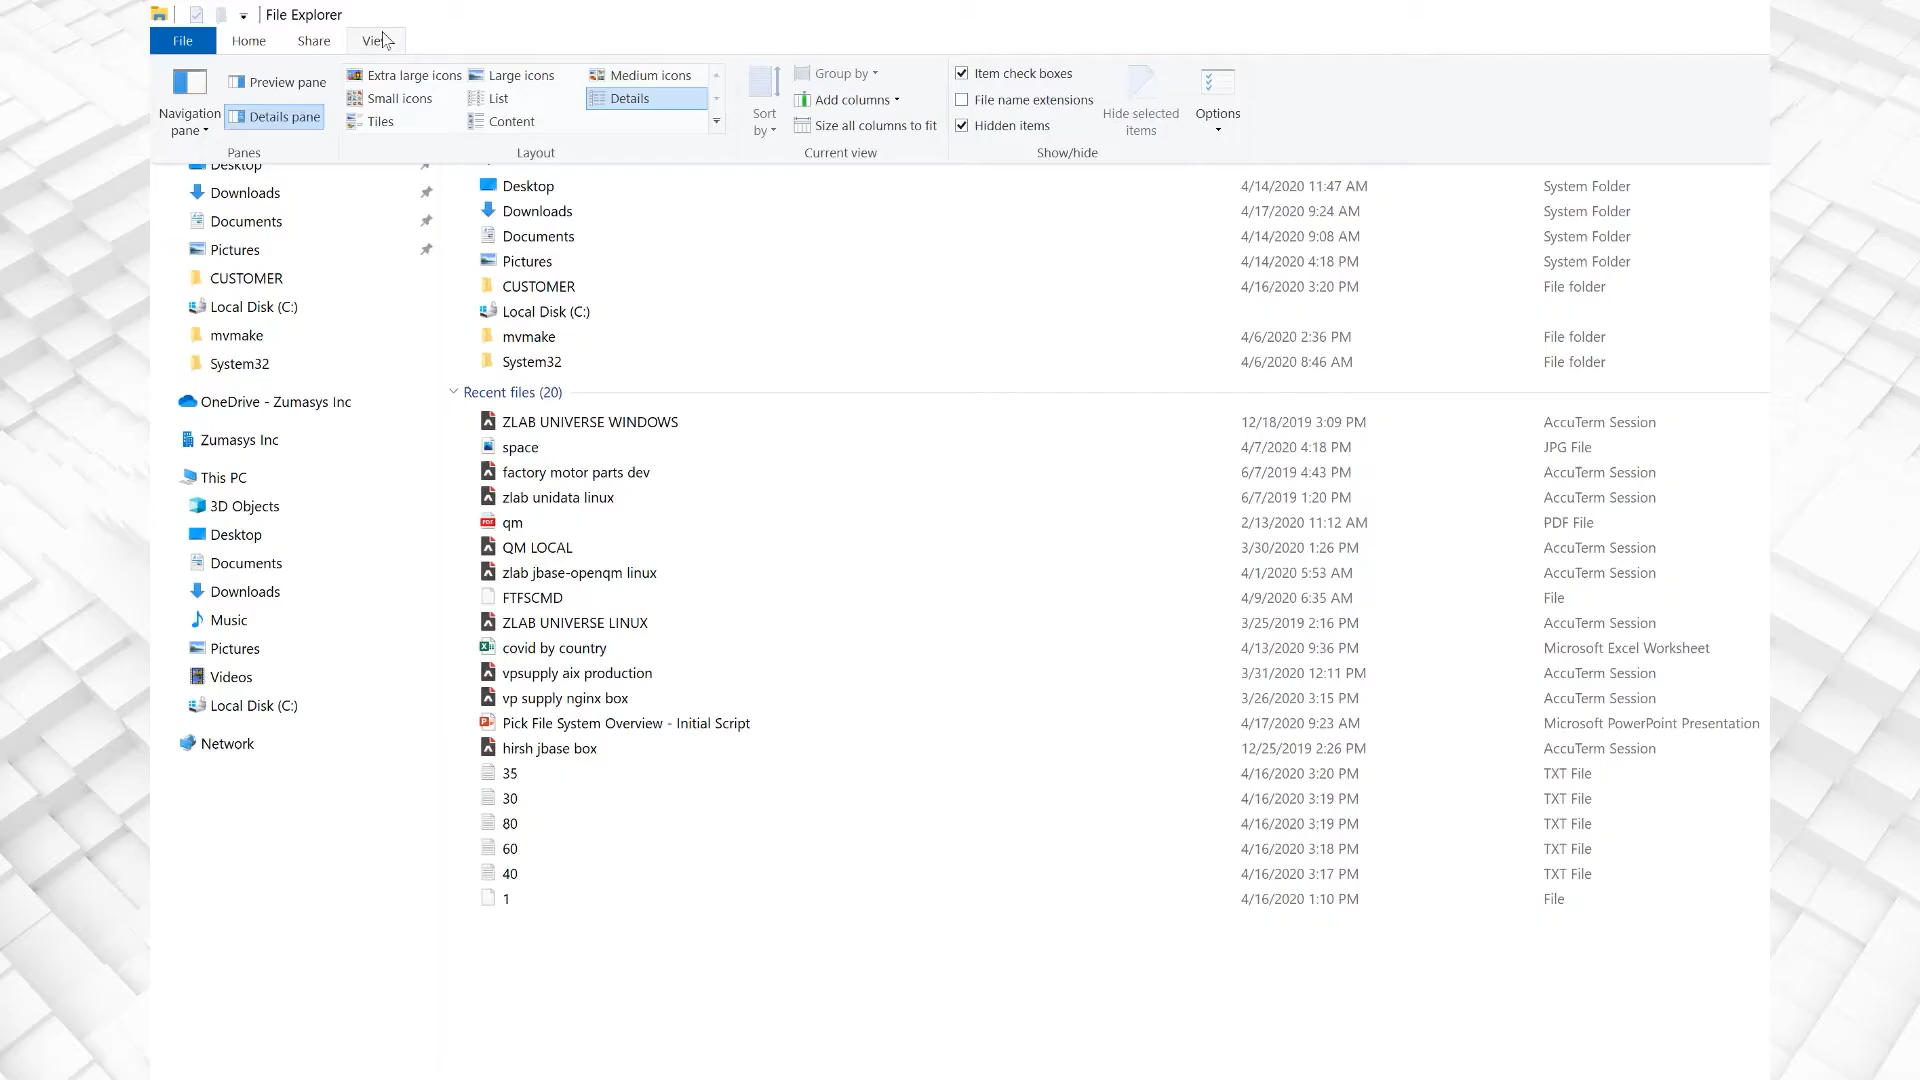 File Explorer
File Home Share View
Navigation pane
Preview pane
Details pane
Panes
Extra large icons Large icons Medium icons
Small icons List Details
Tiles Content
Layout
Sort by
Group by
Add columns
Size all columns to fit
Current view
Item check boxes
File name extensions
Hidden items
Hide selected items
Show/hide
Options
Desktop
Downloads
Documents
Pictures
CUSTOMER
Local Disk (C:)
mvmake
System32
OneDrive - Zumasys Inc
Zumasys Inc
This PC
3D Objects
Desktop
Documents
Downloads
Music
Pictures
Videos
Local Disk (C:)
Network
Desktop 4/14/2020 11:47 AM System Folder
Downloads 4/17/2020 9:24 AM System Folder
Documents 4/14/2020 9:08 AM System Folder
Pictures 4/14/2020 4:18 PM System Folder
CUSTOMER 4/16/2020 3:20 PM File folder
Local Disk (C:)
mvmake 4/6/2020 2:36 PM File folder
System32 4/6/2020 8:46 AM File folder
Recent files (20)
ZLAB UNIVERSE WINDOWS 12/18/2019 3:09 PM AccuTerm Session
space 4/7/2020 4:18 PM JPG File
factory motor parts dev 6/7/2019 4:43 PM AccuTerm Session
zlab unidata linux 6/7/2019 1:20 PM AccuTerm Session
qm 2/13/2020 11:12 AM PDF File
QM LOCAL 3/30/2020 1:26 PM AccuTerm Session
zlab jbase-openqm linux 4/1/2020 5:53 AM AccuTerm Session
FTFSCMD 4/9/2020 6:35 AM File
ZLAB UNIVERSE LINUX 3/25/2019 2:16 PM AccuTerm Session
covid by country 4/13/2020 9:36 PM Microsoft Excel Worksheet
vpsupply aix production 3/31/2020 12:11 PM AccuTerm Session
vp supply nginx box 3/26/2020 3:15 PM AccuTerm Session
Pick File System Overview - Initial Script 4/17/2020 9:23 AM Microsoft PowerPoint Presentation
hirsh jbase box 12/25/2019 2:26 PM AccuTerm Session
35 4/16/2020 3:20 PM TXT File
30 4/16/2020 3:19 PM TXT File
80 4/16/2020 3:19 PM TXT File
60 4/16/2020 3:18 PM TXT File
40 4/16/2020 3:17 PM TXT File
1 4/16/2020 1:10 PM File